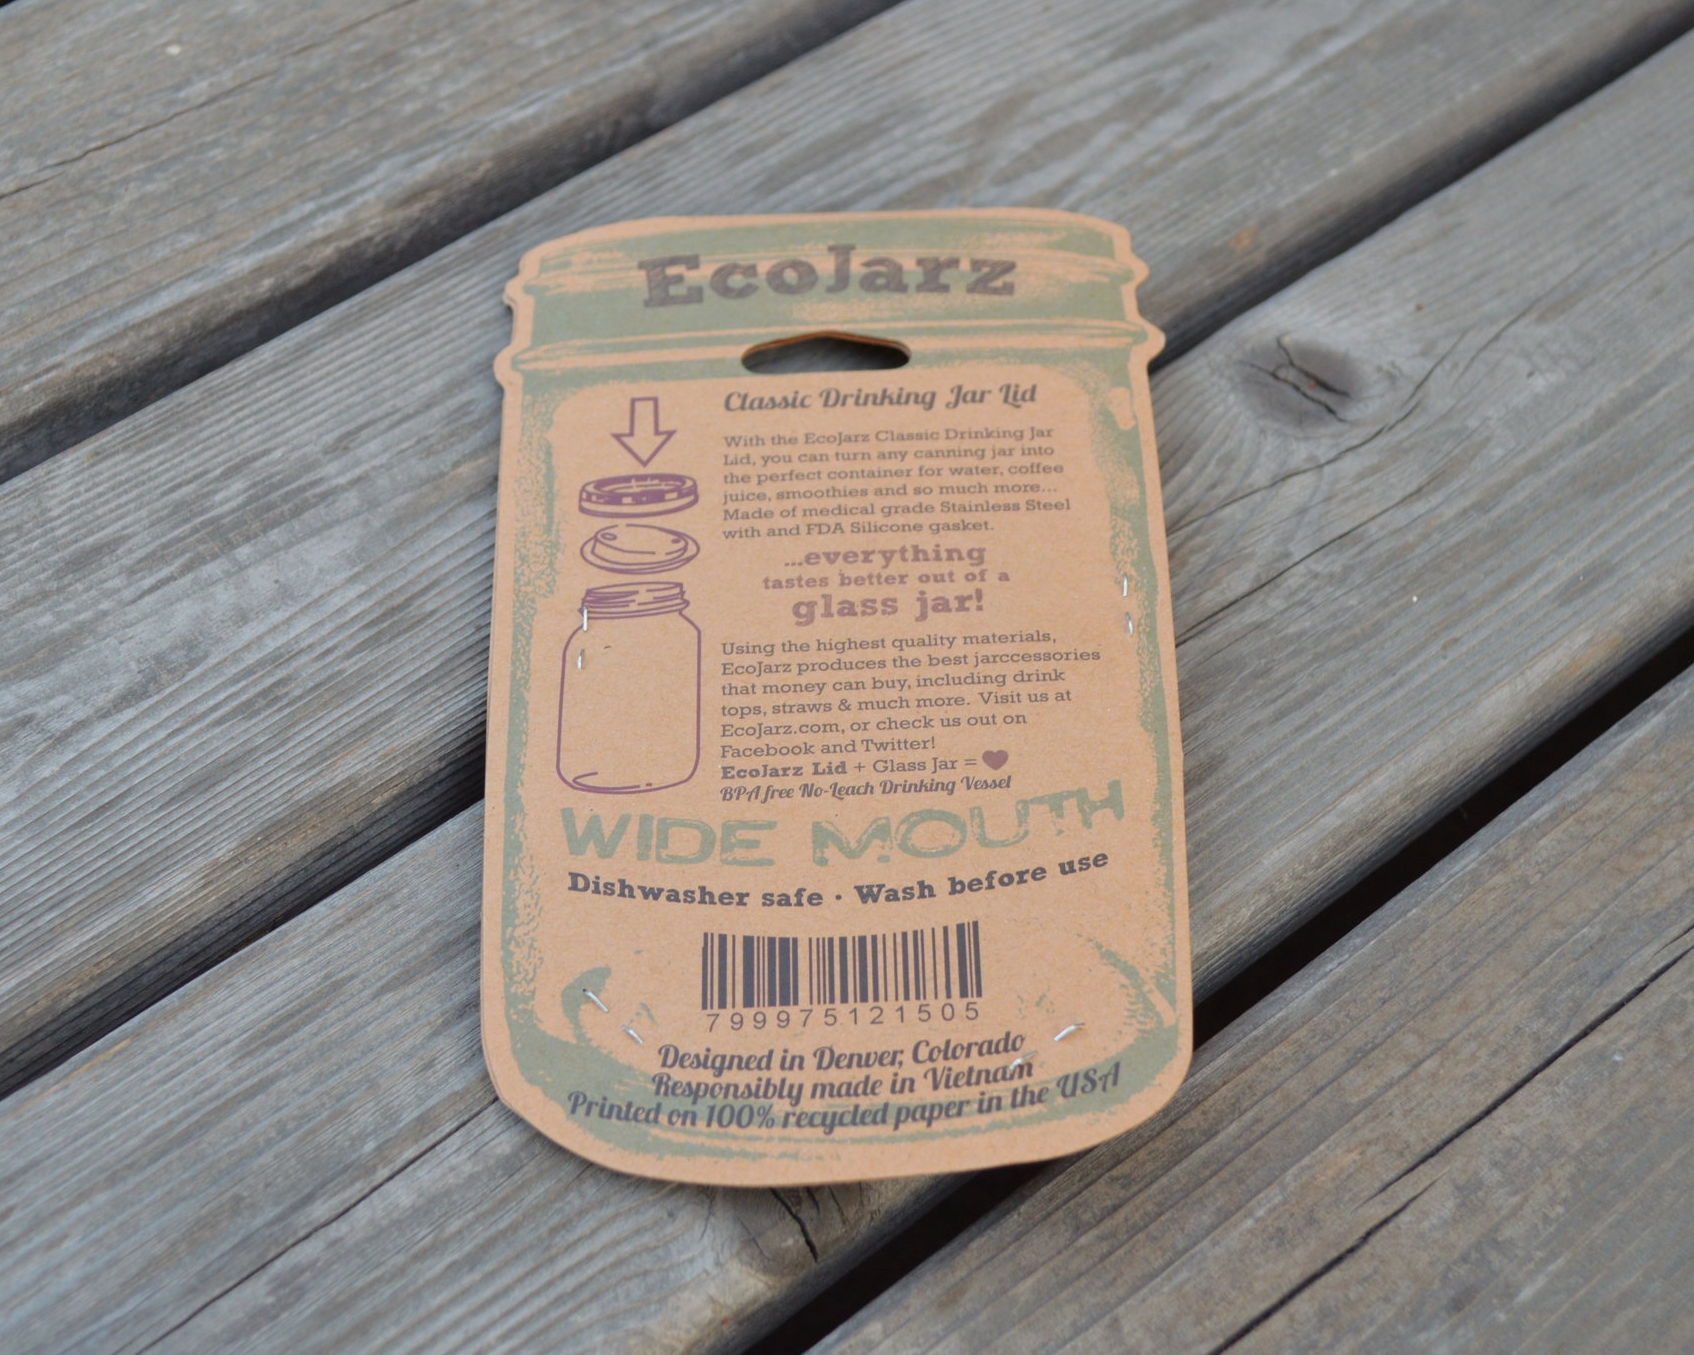 EcoJarz
Classic Drinking Jar Lid
With the EcoJarz Classic Drinking Jar
Lid, you can turn any canning jar into
the perfect container for water, coffee
juice, smoothies and so much more...
Made of medical grade Stainless Steel
with and FDA Silicone gasket.
...everything
tastes better out of a
glass jar!
Using the highest quality materials,
EcoJarz produces the best jarccessories
that money can buy, including drink
tops, straws & much more. Visit us at
EcoJarz.com, or check us out on
Facebook and Twitter!
EcoJarz Lid + Glass Jar = ♥
BPA free No-Leach Drinking Vessel
WIDE MOUTH
Dishwasher safe · Wash before use
799975121505
Designed in Denver, Colorado
Responsibly made in Vietnam
Printed on 100% recycled paper in the USA